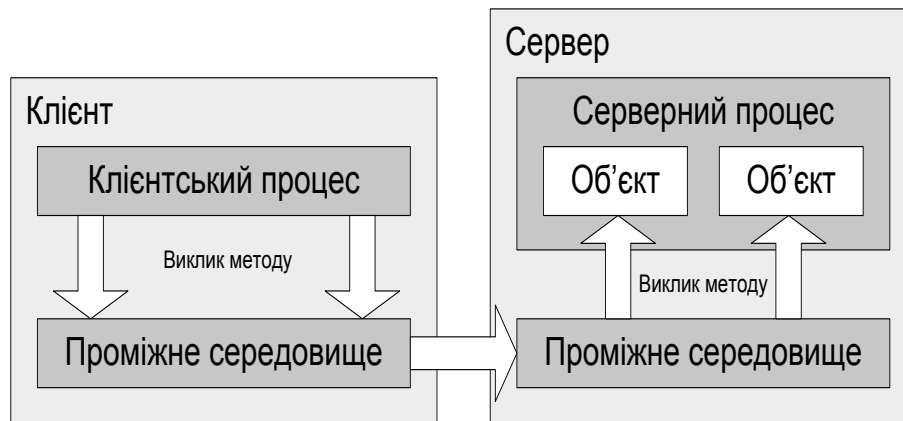 Клієнт
Клієнтський процес
Виклик методу
Проміжне середовище
Сервер
Серверний процес
Об’єкт
Об’єкт
Виклик методу
Проміжне середовище